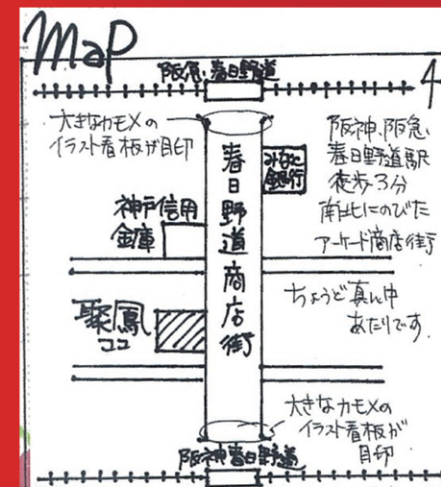 Map
阪急春日野道
大きなカモメの
イラスト看板が目印
春日野道商店街
みなと
銀行
阪神、阪急
春日野道駅
徒歩3分
南北にのびた
アーケード商店街
神戸信用
金庫
ちょうど真ん中
あたりです。
聚鳳
ココ
大きなカモメの
イラスト看板が
目印
阪神春日野道